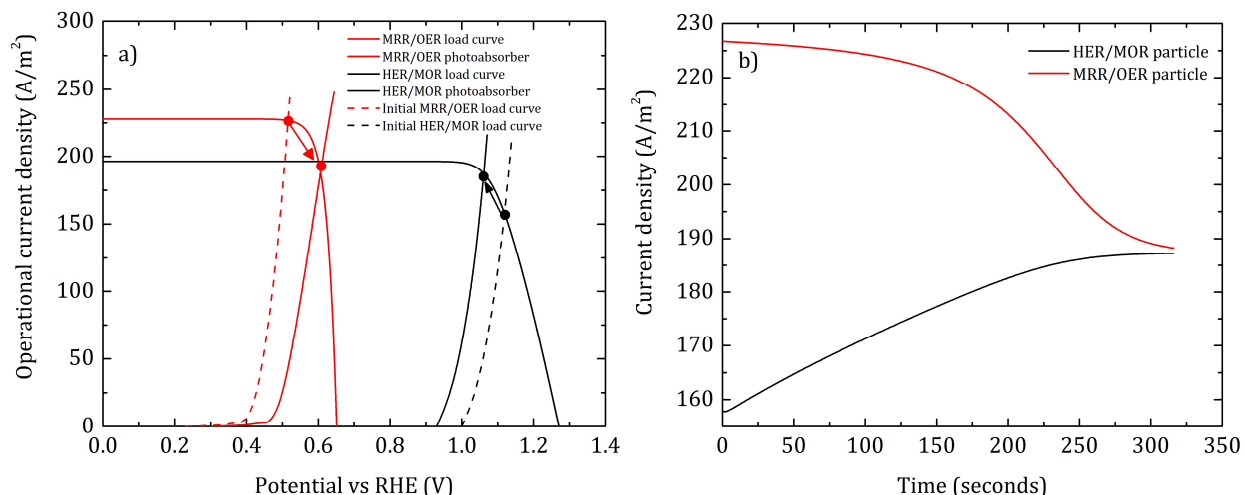 a)
MRR/OER load curve
MRR/OER photoabsorber
HER/MOR load curve
HER/MOR photoabsorber
Initial MRR/OER load curve
Initial HER/MOR load curve
Operational current density (A/m²)
300
250
200
150
100
50
0
0.0 0.2 0.4 0.6 0.8 1.0 1.2 1.4
Potential vs RHE (V)
b)
HER/MOR particle
MRR/OER particle
Current density (A/m²)
230
220
210
200
190
180
170
160
0 50 100 150 200 250 300 350
Time (seconds)